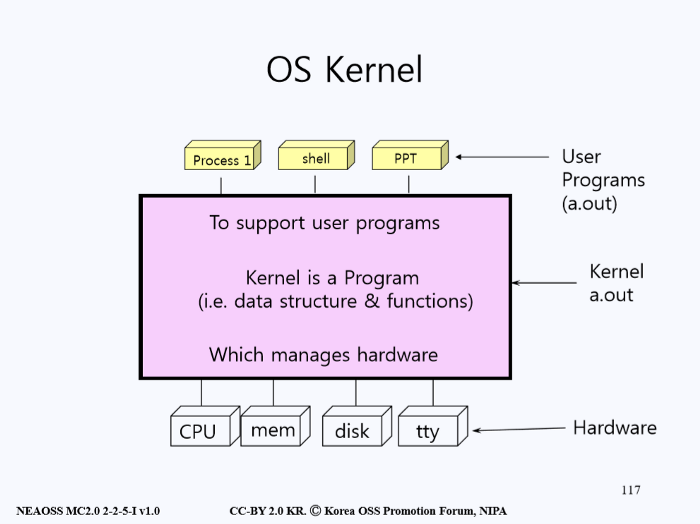 OS Kernel
Process 1
shell
PPT
User
Programs
(a.out)
To support user programs
Kernel is a Program
(i.e. data structure & functions)
Which manages hardware
Kernel
a.out
CPU
mem
disk
tty
Hardware
117
NEAOSS MC2.0 2-2-5-I v1.0
CC-BY 2.0 KR. Ⓒ Korea OSS Promotion Forum, NIPA